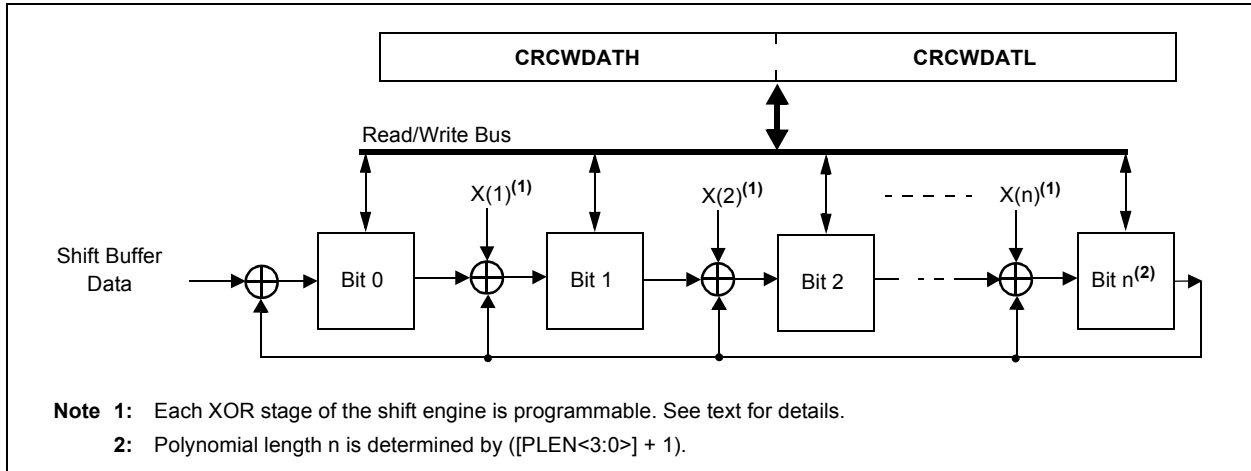 CRCWDATH CRCWDATL
Read/Write Bus
X(1)(1) X(2)(1) X(n)(1)
Shift Buffer
Data
Bit 0 Bit 1 Bit 2 Bit n(2)
Note 1: Each XOR stage of the shift engine is programmable. See text for details.
2: Polynomial length n is determined by ([PLEN<3:0>] + 1).